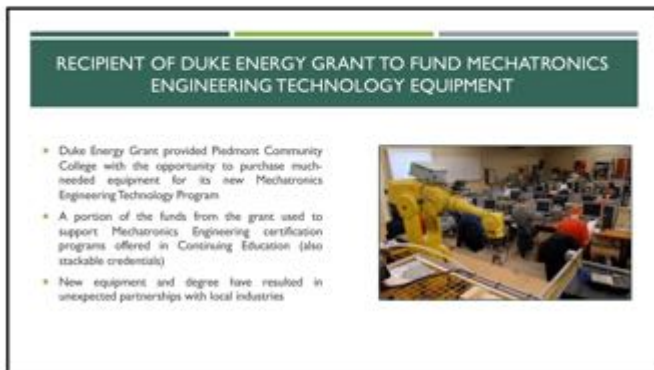 RECIPIENT OF DUKE ENERGY GRANT TO FUND MECHATRONICS
ENGINEERING TECHNOLOGY EQUIPMENT
Duke Energy Grant provided Piedmont Community
College with the opportunity to purchase much-
needed equipment for its new Mechatronics
Engineering Technology Program
A portion of the funds from the grant used to
support Mechatronics Engineering certification
programs offered in Continuing Education (also
stackable credentials)
New equipment and degree have resulted in
unexpected partnerships with local industries